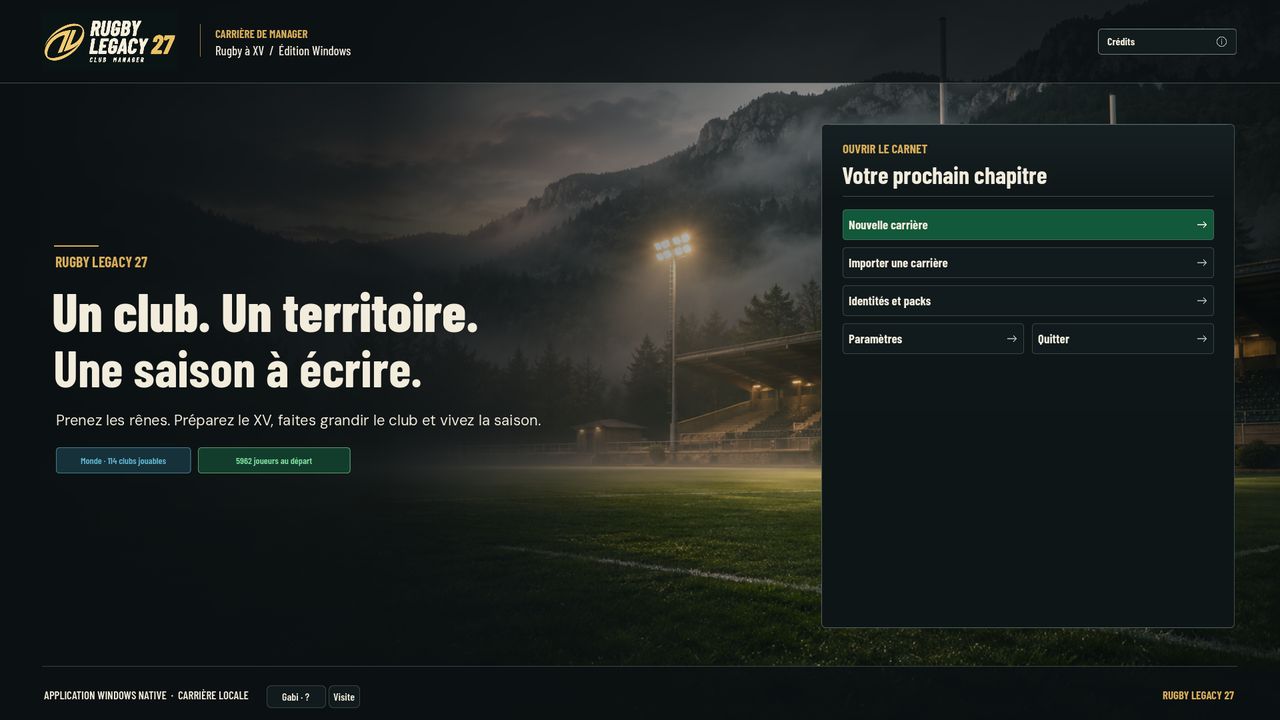 RUGBY
LEGACY 27
CLUB MANAGER
CARRIÈRE DE MANAGER
Rugby à XV / Édition Windows
Crédits
RUGBY LEGACY 27
Un club. Un territoire.
Une saison à écrire.
Prenez les rênes. Préparez le XV, faites grandir le club et vivez la saison.
Monde · 114 clubs jouables
5962 joueurs au départ
OUVRIR LE CARNET
Votre prochain chapitre
Nouvelle carrière
Importer une carrière
Identités et packs
Paramètres
Quitter
APPLICATION WINDOWS NATIVE · CARRIÈRE LOCALE
Gabi · ?
Visite
RUGBY LEGACY 27